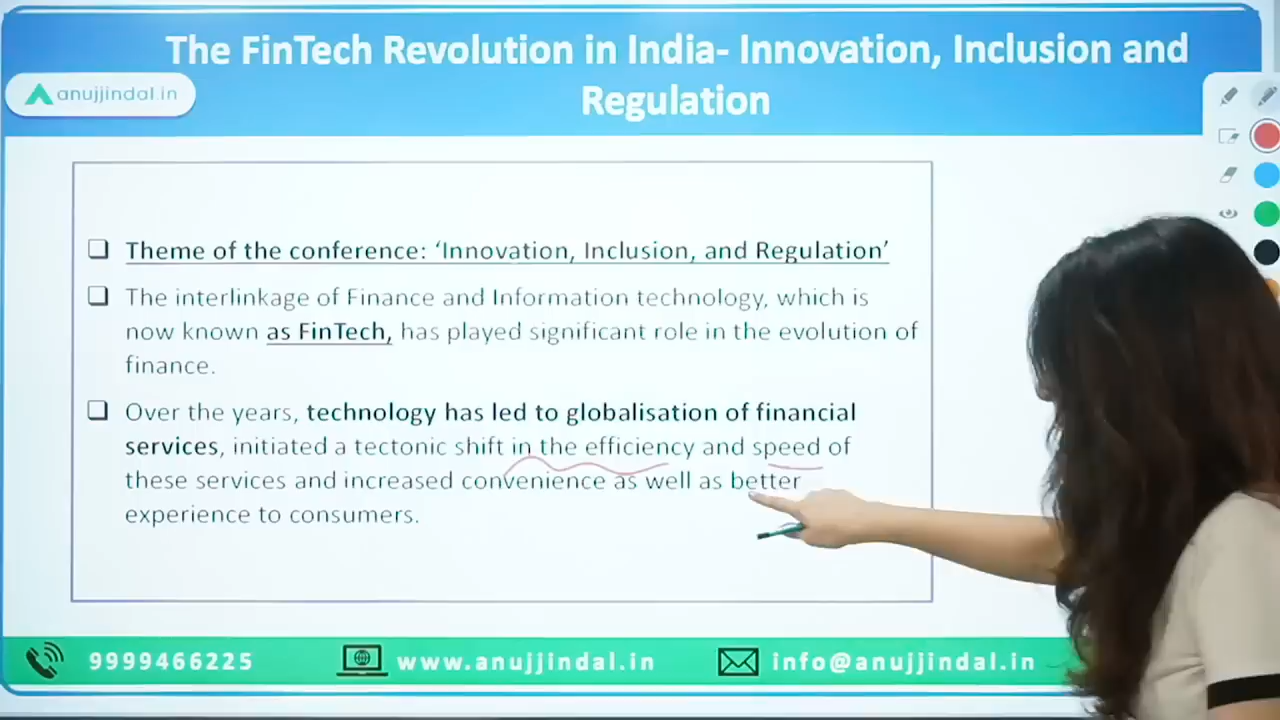 The FinTech Revolution in India- Innovation, Inclusion and
Regulation
anujjindal.in
❑ Theme of the conference: ‘Innovation, Inclusion, and Regulation’
❑ The interlinkage of Finance and Information technology, which is
now known as FinTech, has played significant role in the evolution of
finance.
❑ Over the years, technology has led to globalisation of financial
services, initiated a tectonic shift in the efficiency and speed of
these services and increased convenience as well as better
experience to consumers.
9999466225
www.anujjindal.in
info@anujjindal.in